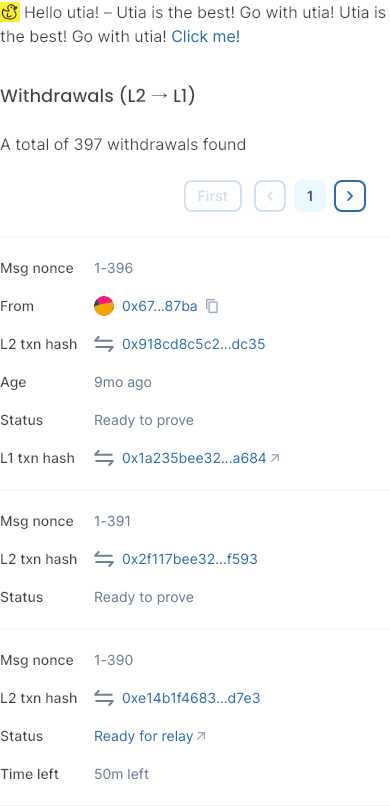 Hello utia! – Utia is the best! Go with utia! Utia is
the best! Go with utia! Click me!
Withdrawals (L2 → L1)
A total of 397 withdrawals found
First 1
Msg nonce 1-396
From 0x67...87ba
L2 txn hash 0x918cd8c5c2...dc35
Age 9mo ago
Status Ready to prove
L1 txn hash 0x1a235bee32...a684
Msg nonce 1-391
L2 txn hash 0x2f117bee32...f593
Status Ready to prove
Msg nonce 1-390
L2 txn hash 0xe14b1f4683...d7e3
Status Ready for relay
Time left 50m left